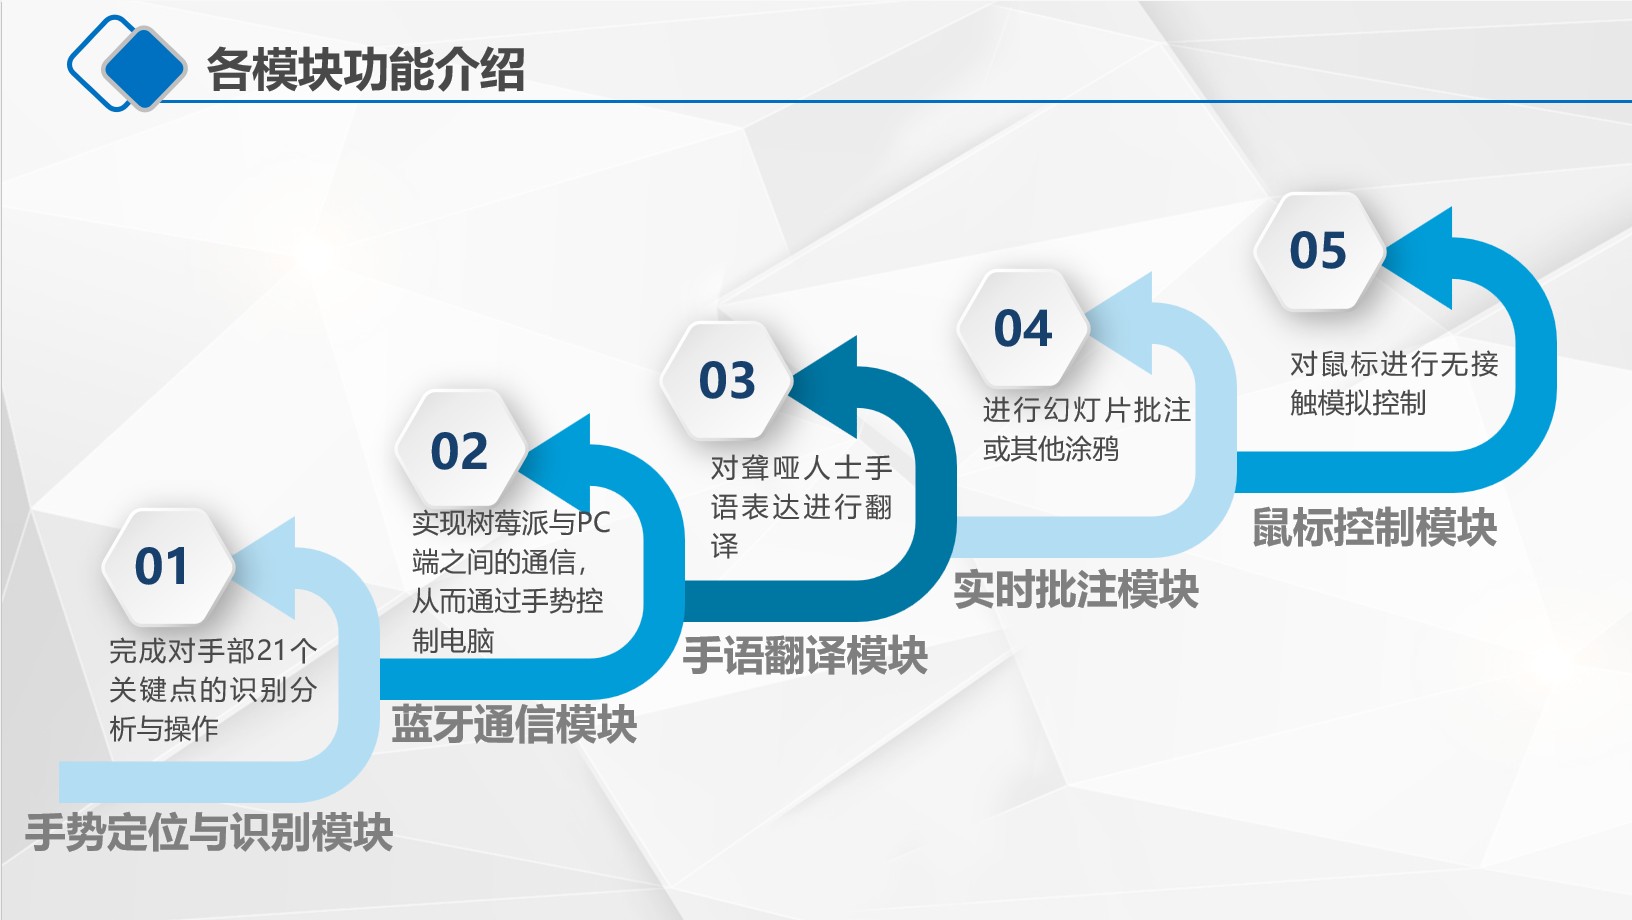 各模块功能介绍
01
完成对手部21个
关键点的识别分
析与操作
手势定位与识别模块
02
实现树莓派与PC
端之间的通信，
从而通过手势控
制电脑
蓝牙通信模块
03
对聋哑人士手
语表达进行翻
译
手语翻译模块
04
进行幻灯片批注
或其他涂鸦
实时批注模块
05
对鼠标进行无接
触模拟控制
鼠标控制模块